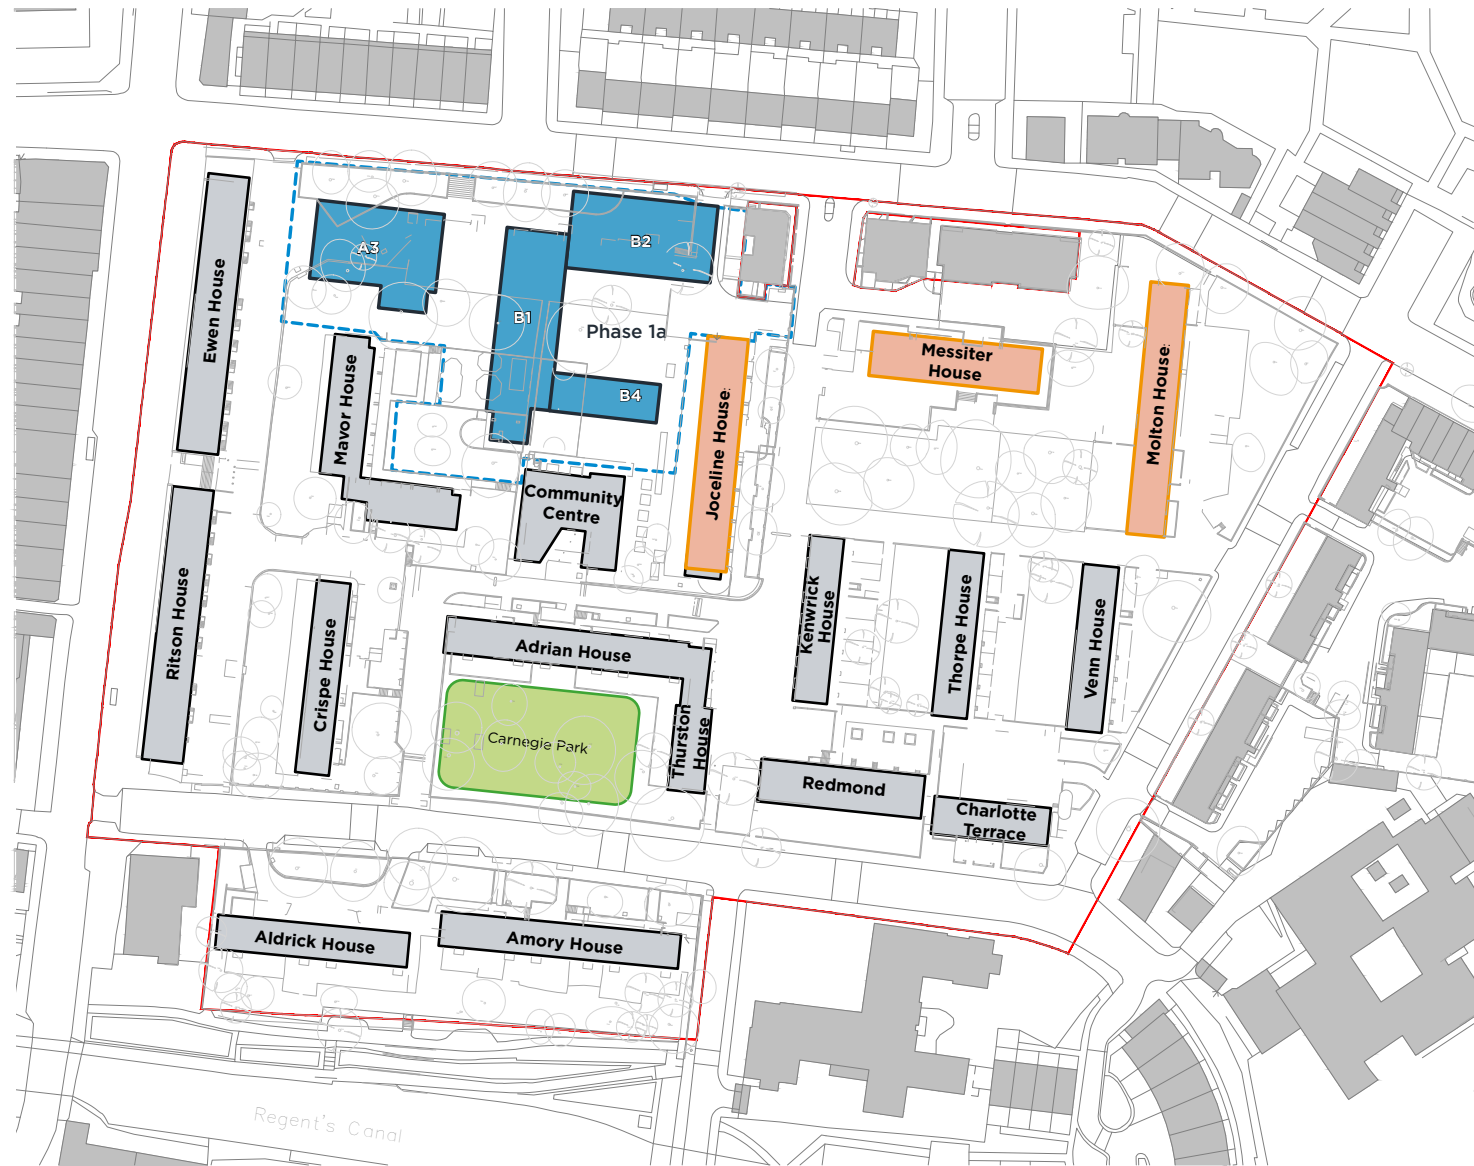 A3
B2
B1
Phase 1a
B4
Ewen House
Mavor House
Messiter
House
Molton House
Joceline House
Community
Centre
Ritson House
Crispe House
Adrian House
Carnegie Park
Thurston
House
Kenwrick
House
Thorpe House
Venn House
Redmond
Charlotte
Terrace
Aldrick House
Amory House
Regent's Canal